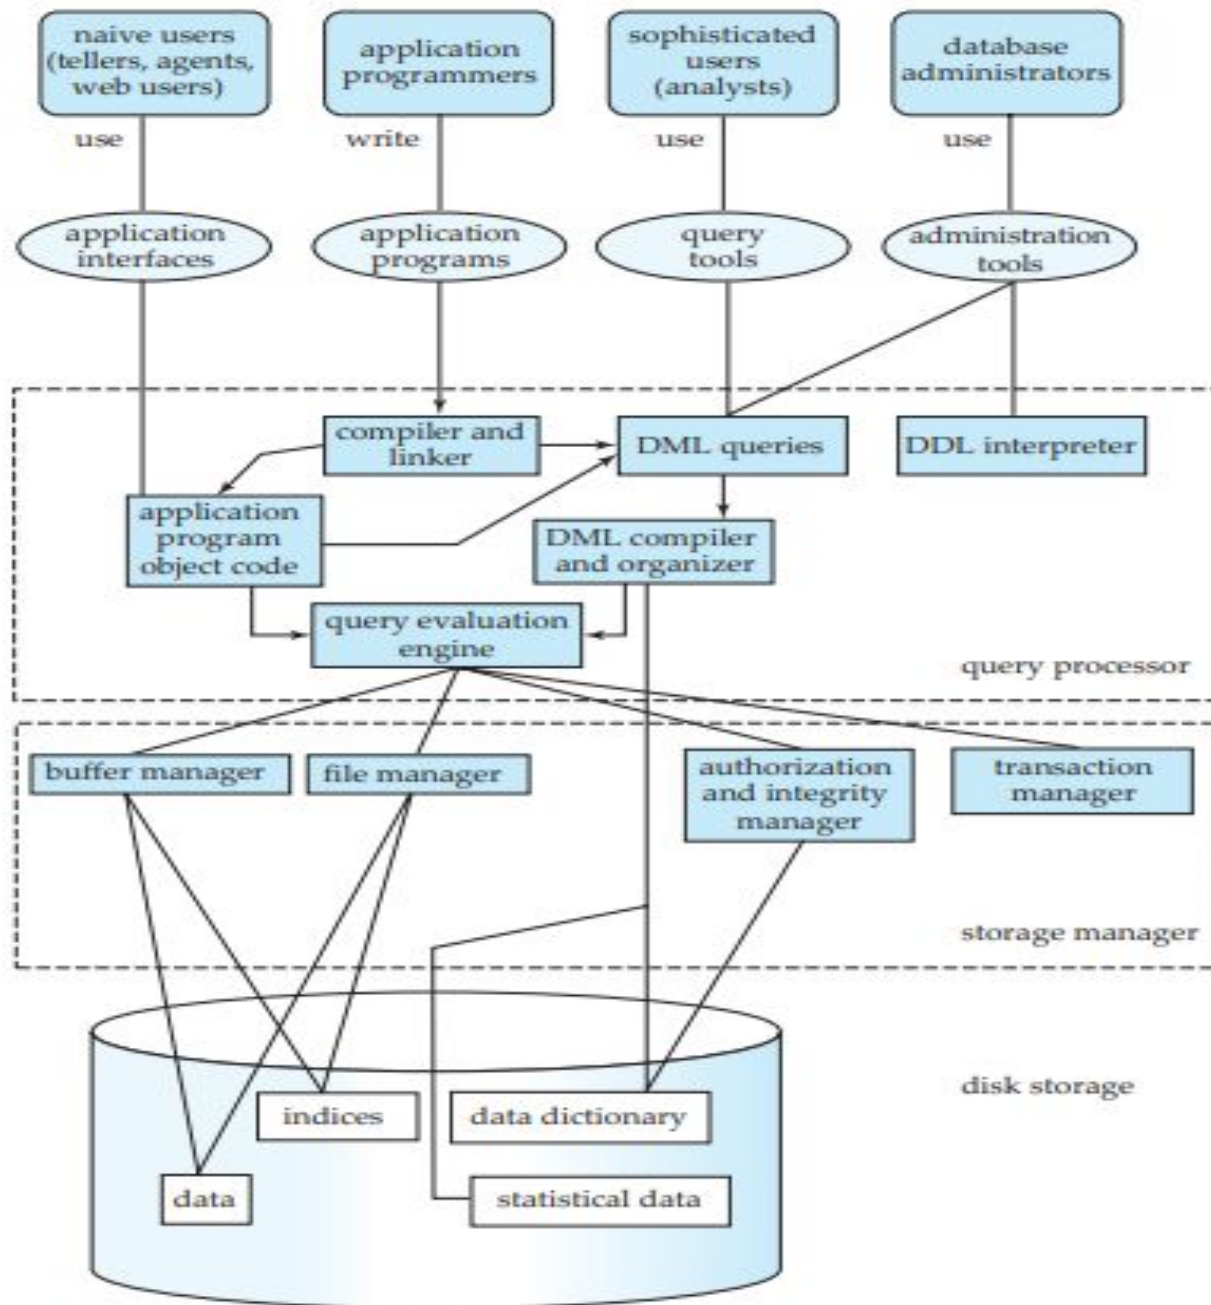 naive users
(tellers, agents,
web users)
application
programmers
sophisticated
users
(analysts)
database
administrators
use
write
use
use
application
interfaces
application
programs
query
tools
administration
tools
compiler and
linker
DML queries
DDL interpreter
application
program
object code
DML compiler
and organizer
query evaluation
engine
query processor
buffer manager
file manager
authorization
and integrity
manager
transaction
manager
storage manager
disk storage
indices
data dictionary
data
statistical data